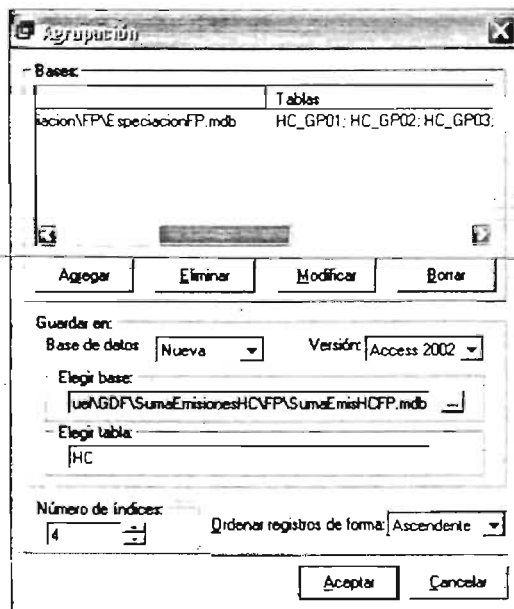 Agrupación
Bases:
Tablas
iacion\FP\EspeciacionFP.mdb HC_GP01; HC_GP02; HC_GP03;
Agregar Eliminar Modificar Borrar
Guardar en:
Base de datos Nueva Versión: Access 2002
Elegir base:
uel\GDF\SumaEmisionesHC\FP\SumaEmisHCFP.mdb ...
Elegir tabla:
HC
Número de índices:
4 Ordenar registros de forma: Ascendente
Aceptar Cancelar